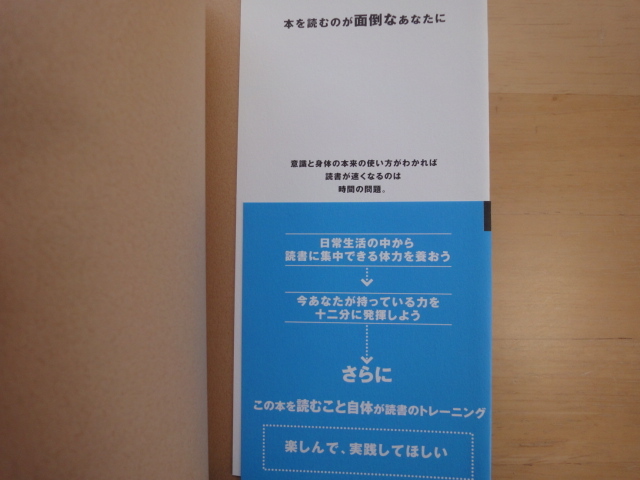 本を読むのが面倒なあなたに
意識と身体の本来の使い方がわかれば
読書が速くなるのは
時間の問題。
日常生活の中から
読書に集中できる体力を養おう
今あなたが持っている力を
十二分に発揮しよう
さらに
この本を読むこと自体が読書のトレーニング
楽しんで、実践してほしい